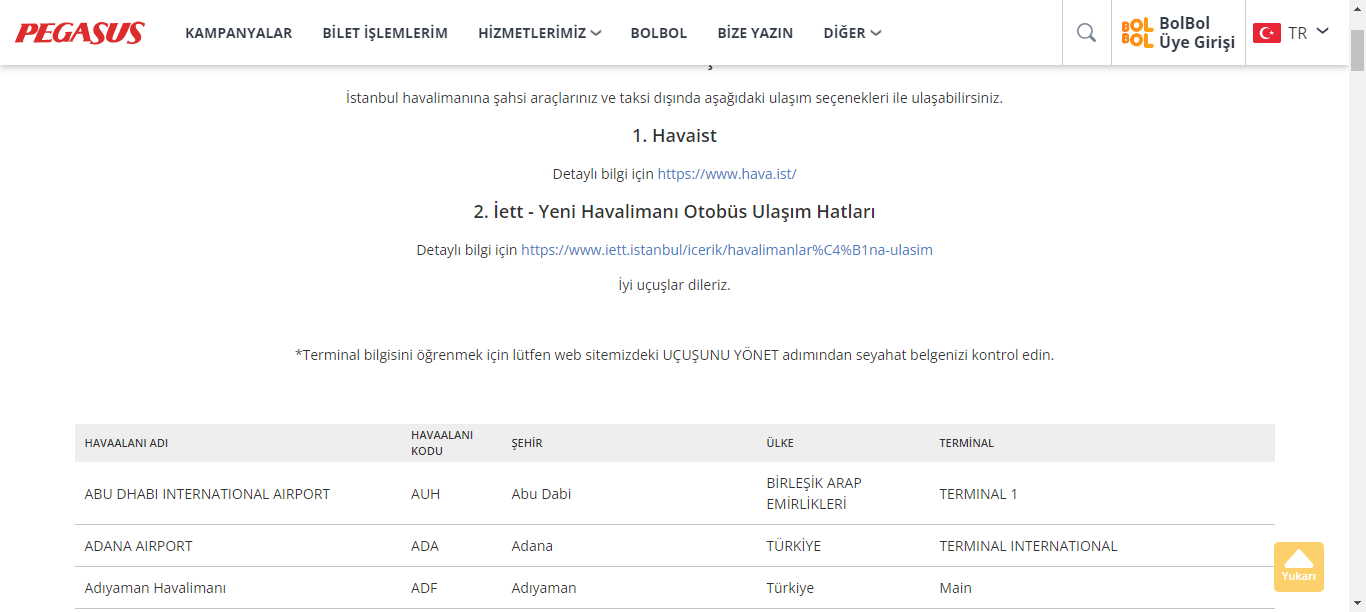 PEGASUS
KAMPANYALAR
BİLET İŞLEMLERİM
HİZMETLERİMİZ
BOLBOL
BİZE YAZIN
DİĞER
BOL
BOL
BolBol
Üye Girişi
TR
İstanbul havalimanına şahsi araçlarınız ve taksi dışında aşağıdaki ulaşım seçenekleri ile ulaşabilirsiniz.
1. Havaist
Detaylı bilgi için https://www.hava.ist/
2. İett - Yeni Havalimanı Otobüs Ulaşım Hatları
Detaylı bilgi için https://www.iett.istanbul/icerik/havalimanlar%C4%B1na-ulasim
İyi uçuşlar dileriz.
*Terminal bilgisini öğrenmek için lütfen web sitemizdeki UÇUŞUNU YÖNET adımından seyahat belgenizi kontrol edin.
HAVAALANI ADI
HAVAALANI
KODU
ŞEHİR
ÜLKE
TERMİNAL
ABU DHABI INTERNATIONAL AIRPORT
AUH
Abu Dabi
BİRLEŞİK ARAP
EMİRLİKLERİ
TERMINAL 1
ADANA AIRPORT
ADA
Adana
TÜRKİYE
TERMINAL INTERNATIONAL
Adıyaman Havalimanı
ADF
Adıyaman
Türkiye
Main
Yukarı